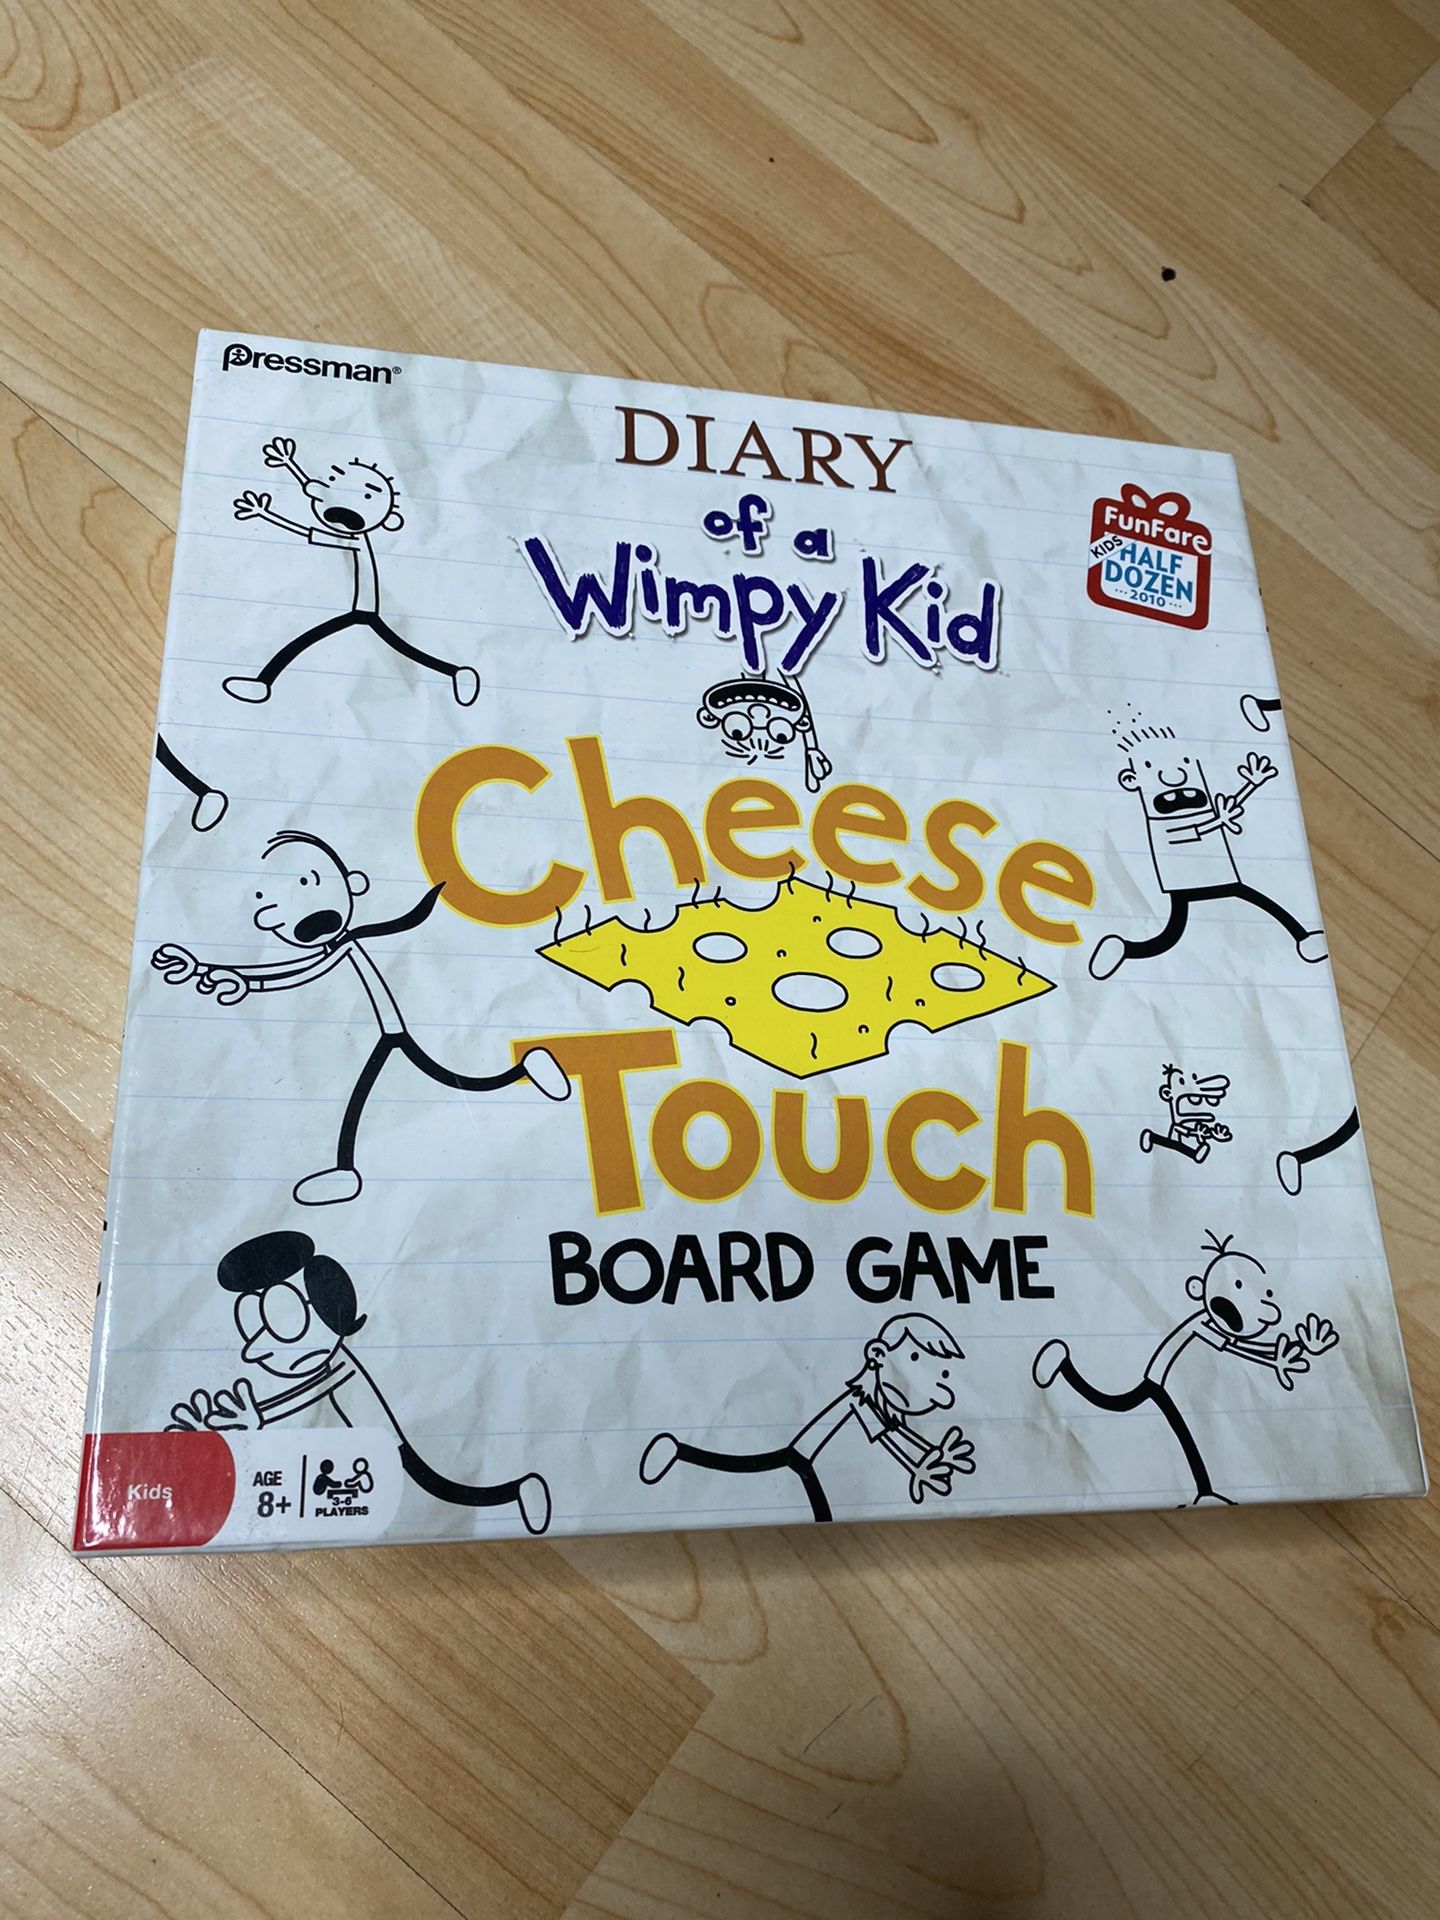 Pressman®
DIARY
of a
Wimpy Kid
FunFare
KIDS
HALF
DOZEN
···2010···
Cheese
Touch
BOARD GAME
Kids
AGE
8+
3-6
PLAYERS